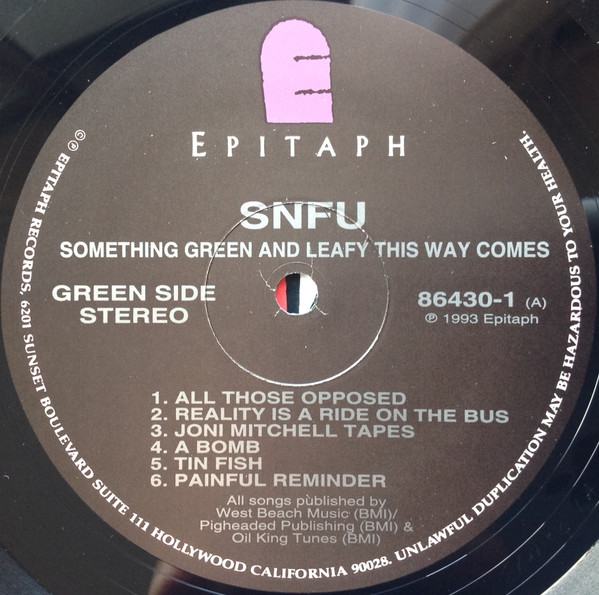 E
EPITAPH
SNFU
SOMETHING GREEN AND LEAFY THIS WAY COMES
GREEN SIDE
STEREO
86430-1 (A)
℗ 1993 Epitaph
1. ALL THOSE OPPOSED
2. REALITY IS A RIDE ON THE BUS
3. JONI MITCHELL TAPES
4. A BOMB
5. TIN FISH
6. PAINFUL REMINDER
All songs published by
West Beach Music (BMI)/
Pigheaded Publishing (BMI) &
Oil King Tunes (BMI)
©℗ EPITAPH RECORDS, 6201 SUNSET BOULEVARD SUITE 111 HOLLYWOOD CALIFORNIA 90028. UNLAWFUL DUPLICATION MAY BE HAZARDOUS TO YOUR HEALTH.